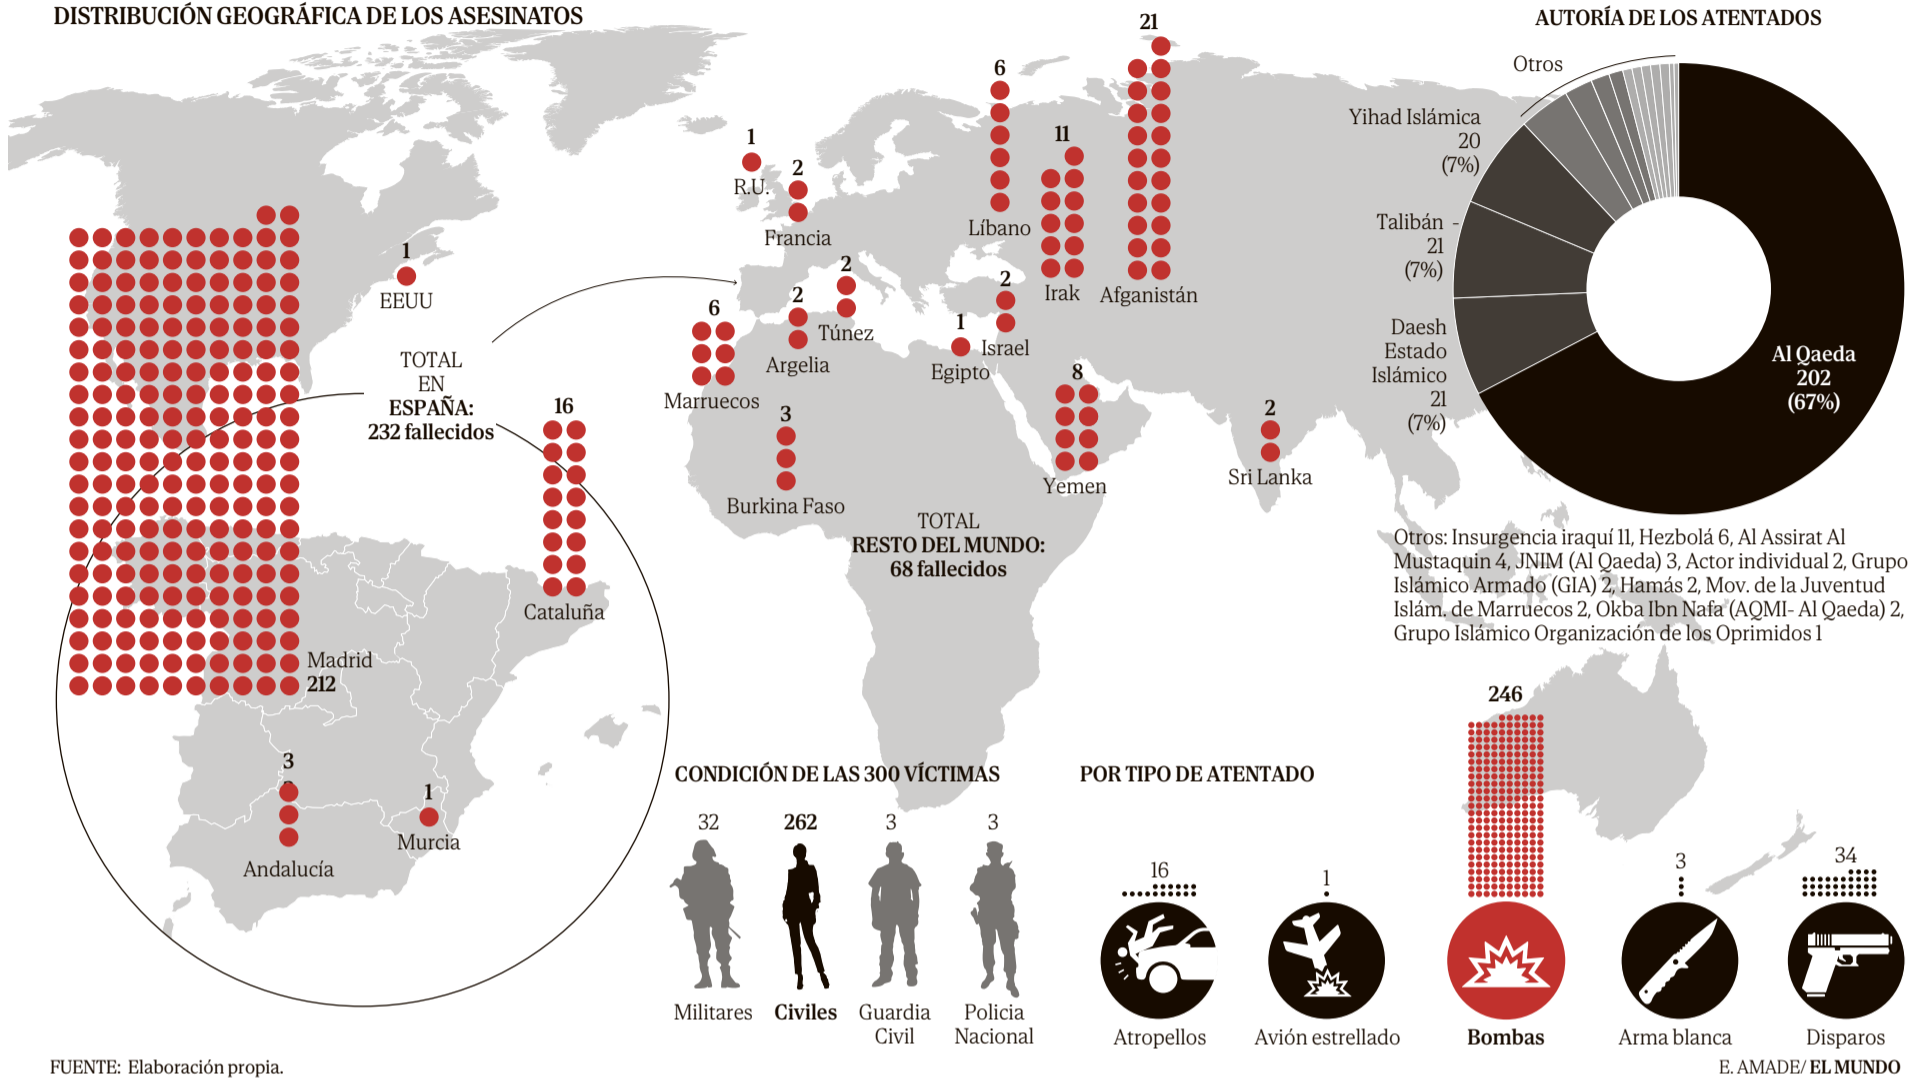 DISTRIBUCIÓN GEOGRÁFICA DE LOS ASESINATOS
1
EEUU
TOTAL
EN
ESPAÑA:
232 fallecidos
16
Cataluña
Madrid
212
3
Andalucía
1
Murcia
1
R.U.
2
Francia
6
Líbano
11
Irak
21
Afganistán
2
Túnez
2
Argelia
6
Marruecos
2
Israel
1
Egipto
3
Burkina Faso
8
Yemen
2
Sri Lanka
TOTAL
RESTO DEL MUNDO:
68 fallecidos
AUTORÍA DE LOS ATENTADOS
Otros
Yihad Islámica
20
(7%)
Talibán
21
(7%)
Daesh
Estado
Islámico
21
(7%)
Al Qaeda
202
(67%)
Otros: Insurgencia iraquí 11, Hezbolá 6, Al Assirat Al
Mustaquin 4, JNIM (Al Qaeda) 3, Actor individual 2, Grupo
Islámico Armado (GIA) 2, Hamás 2, Mov. de la Juventud
Islám. de Marruecos 2, Okba Ibn Nafa (AQMI- Al Qaeda) 2,
Grupo Islámico Organización de los Oprimidos 1
CONDICIÓN DE LAS 300 VÍCTIMAS
32
Militares
262
Civiles
3
Guardia
Civil
3
Policia
Nacional
POR TIPO DE ATENTADO
16
Atropellos
1
Avión estrellado
246
Bombas
3
Arma blanca
34
Disparos
FUENTE: Elaboración propia.
E. AMADE/ EL MUNDO